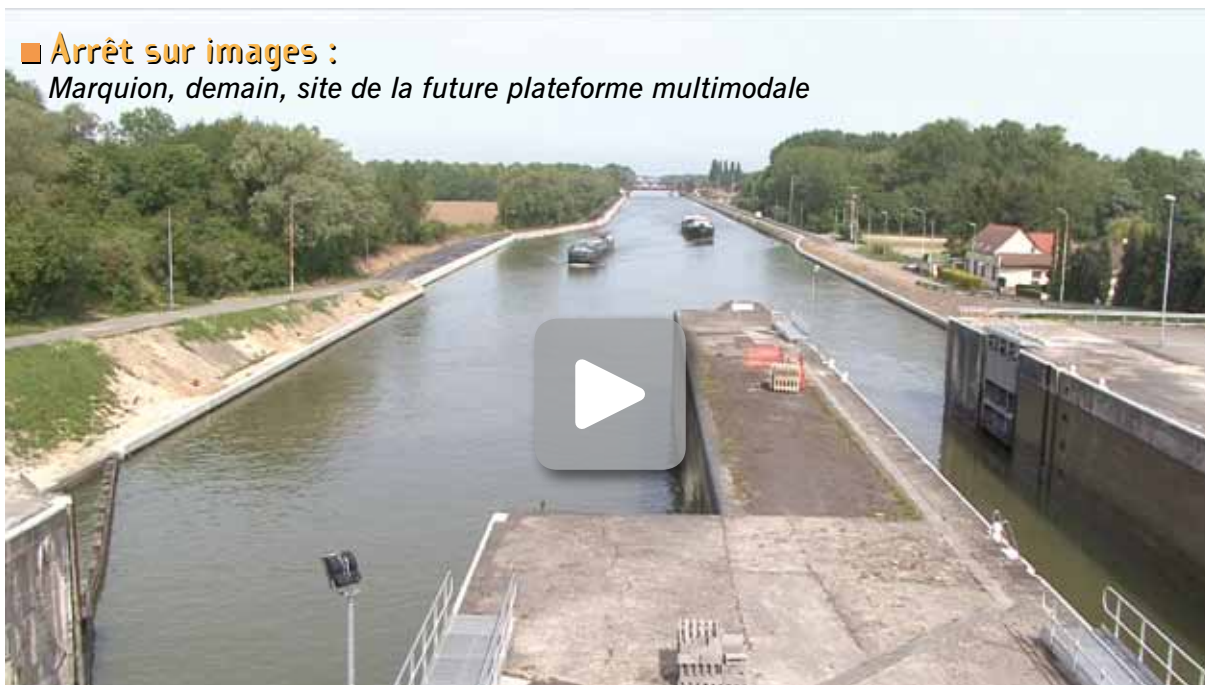 Arrêt sur images :
Marquion, demain, site de la future plateforme multimodale